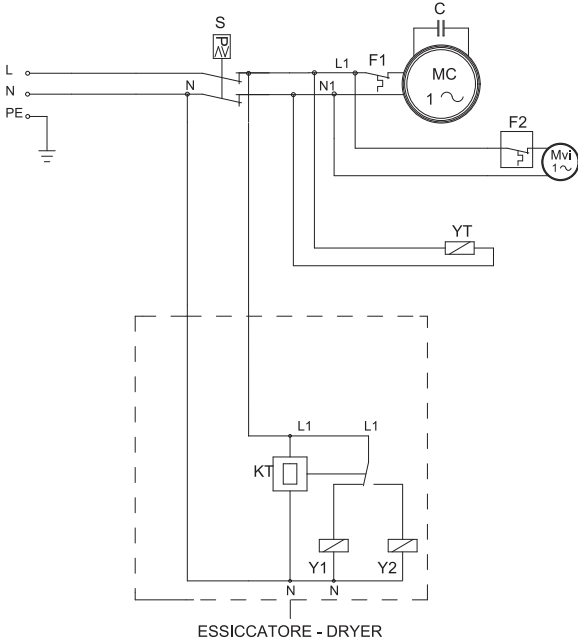 C
S
P
L
L1
F1
MC
1
N
N
N1
PE
F2
Mvi
1~
YT
L1
L1
KT
Y1
Y2
N
N
ESSICCATORE - DRYER